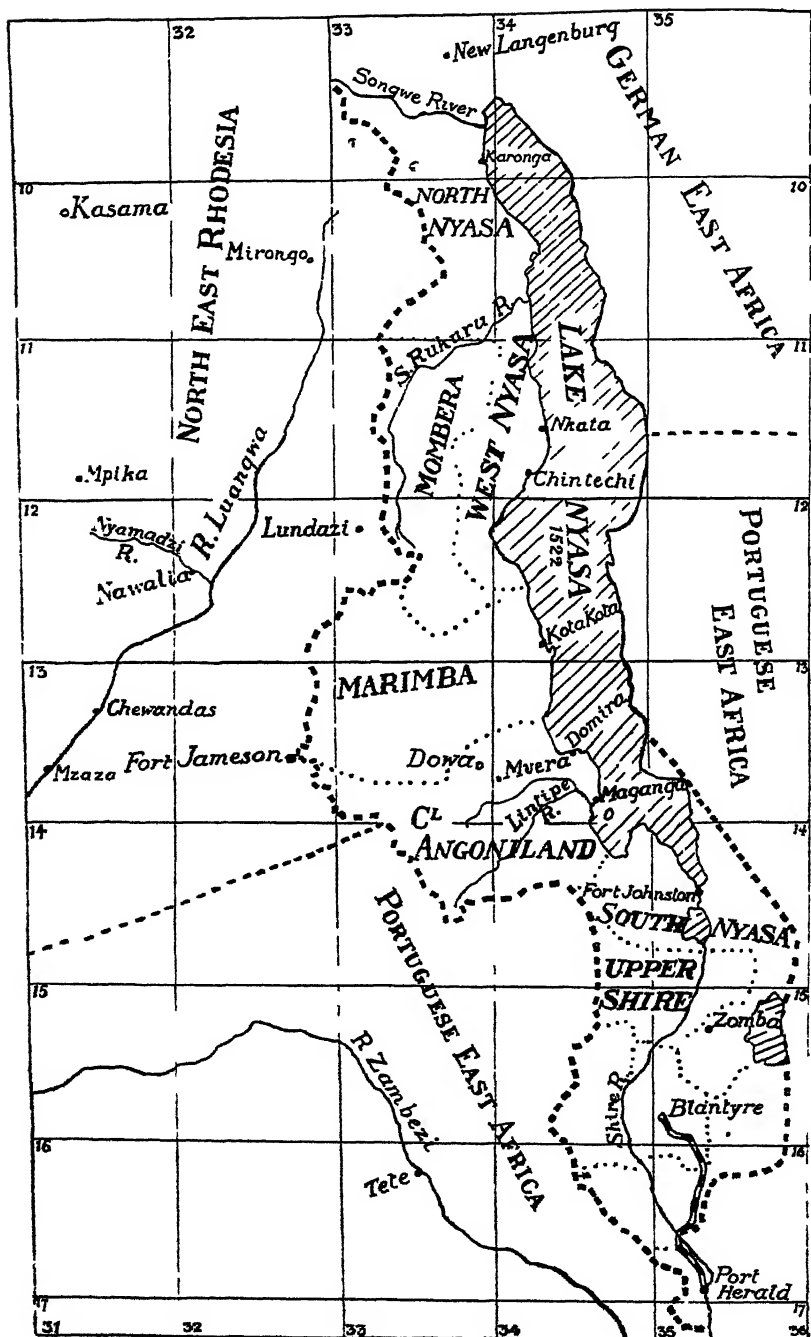 32
33
34
35
New Langenburg
GERMAN EAST AFRICA
Songwe River
Karonga
10
10
Kasama
NORTH EAST RHODESIA
NORTH
NYASA
Mirongo
11
11
S. Rukuru R.
LAKE
NYASA
1522
MOMBERA
WEST NYASA
Nkata
Mpika
Chintechi
12
12
R. Luangwa
Lundazi
Nyamadzi
R.
Nawalia
PORTUGUESE
EAST AFRICA
Kota Kota
13
13
MARIMBA
Chewandas
Domira
Fort Jameson
Dowa
Mvera
Mzaza
Maganga
Lintipe
R.
14
14
CL
ANGONILAND
Fort Johnston
SOUTH NYASA
PORTUGUESE EAST AFRICA
UPPER
SHIRE
15
15
Zomba
R Zambezi
Shire R.
Blantyre
16
16
Tete
Port
Herald
17
17
31
32
33
34
35
36